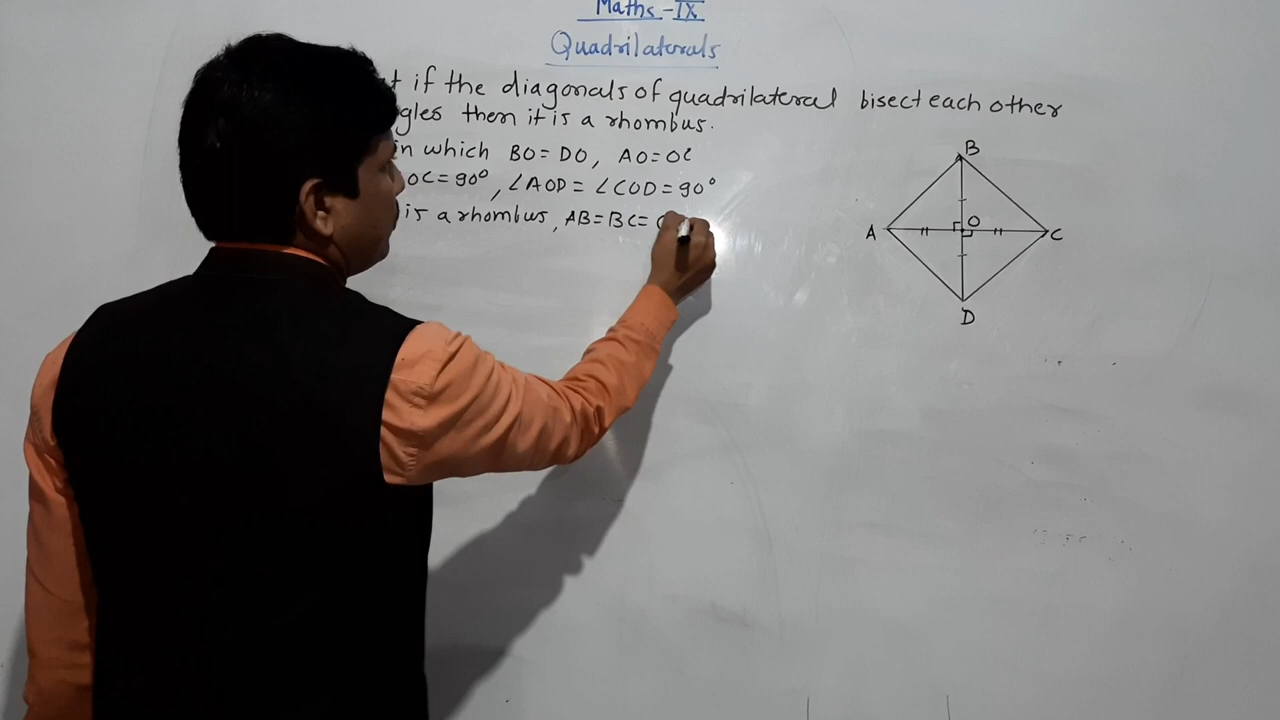 Maths - IX
Quadrilaterals
if the diagonals of quadrilateral bisect each other
gles then it is a rhombus.
in which BO = DO, AO = OC
OC = 90°, ∠AOD = ∠COD = 90°
is a rhombus, AB = BC =
B
A
O
C
D